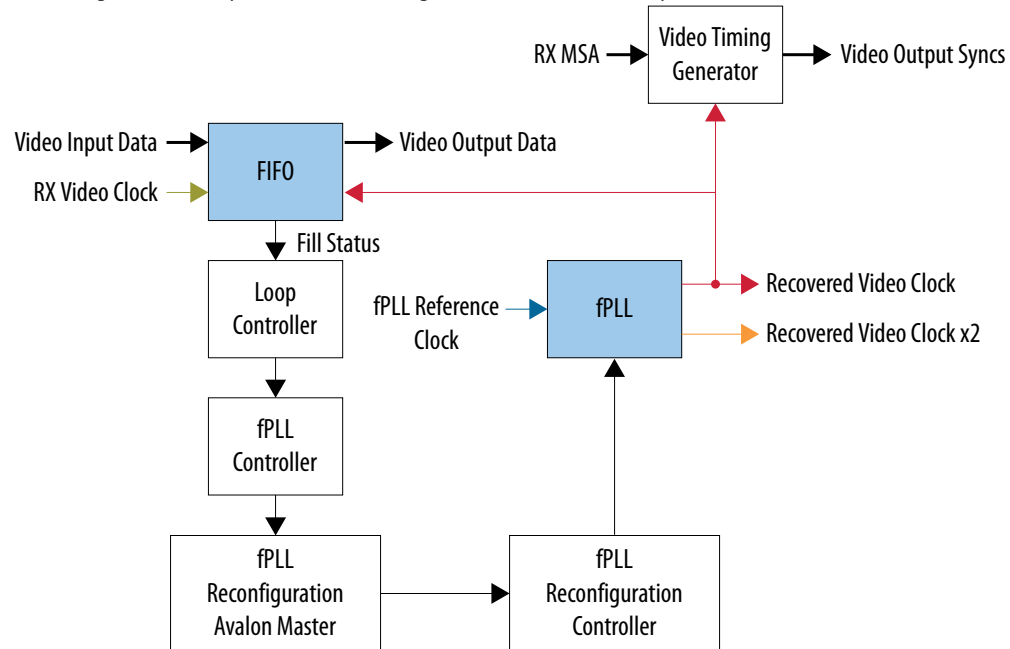 RX MSA
Video Timing
Generator
Video Output Syncs
Video Input Data
FIFO
Video Output Data
RX Video Clock
Fill Status
Loop
Controller
fPLL Reference
Clock
fPLL
Recovered Video Clock
Recovered Video Clock x2
fPLL
Controller
fPLL
Reconfiguration
Avalon Master
fPLL
Reconfiguration
Controller